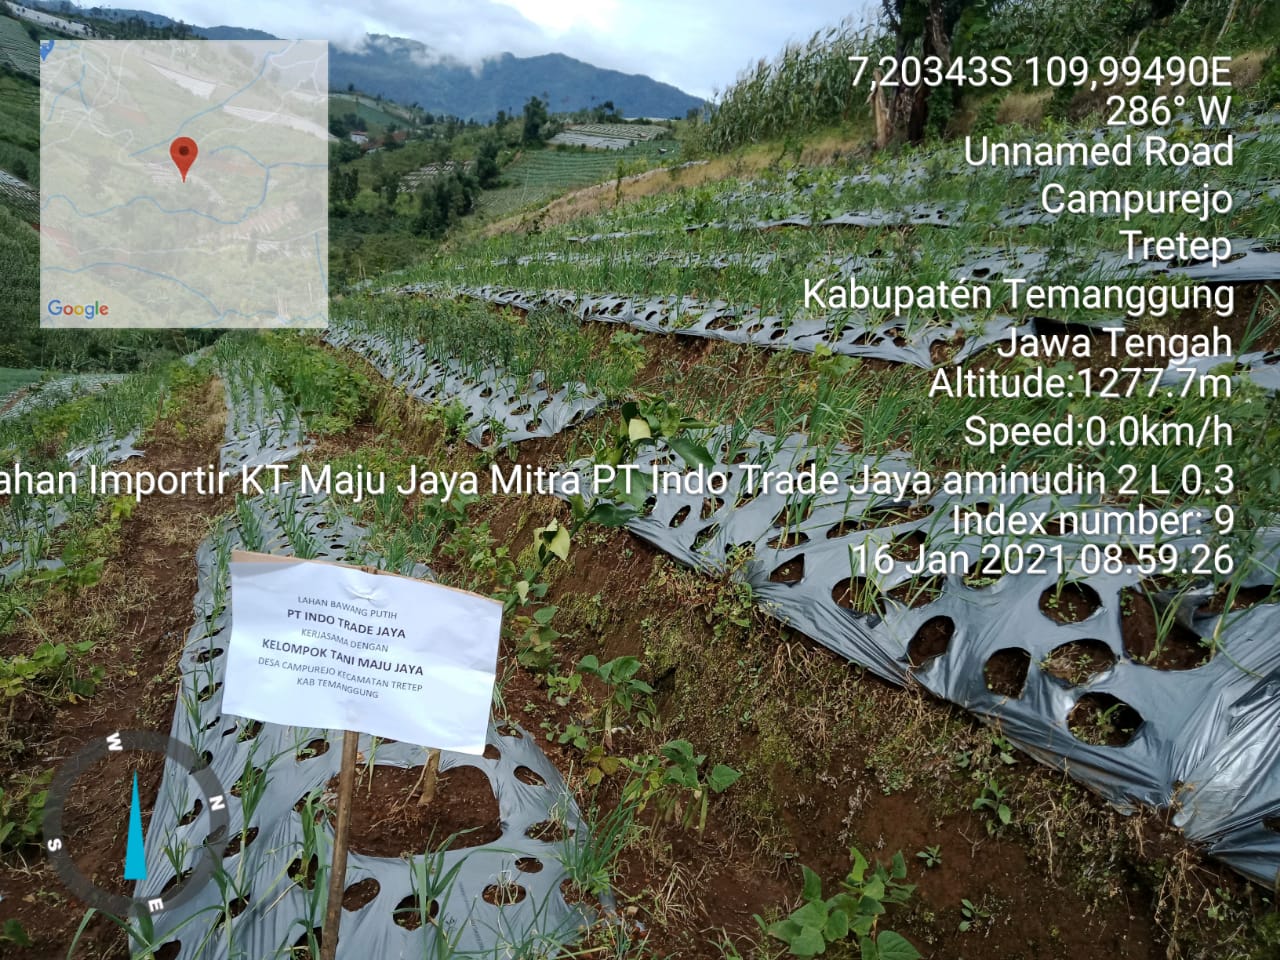 7,20343S 109,99490E
286° W
Unnamed Road
Campurejo
Tretep
Kabupatén Temanggung
Jawa Tengah
Altitude:1277.7m
Speed:0.0km/h
ahan Importir KT Maju Jaya Mitra PT Indo Trade Jaya aminudin 2 L 0.3
Index number: 9
16 Jan 2021 08.59.26
Google
LAHAN BAWANG PUTIH
PT INDO TRADE JAYA
KERJASAMA DENGAN
KELOMPOK TANI MAJU JAYA
DESA CAMPUREJO KECAMATAN TRETEP
KAB TEMANGGUNG
W
N
S
E